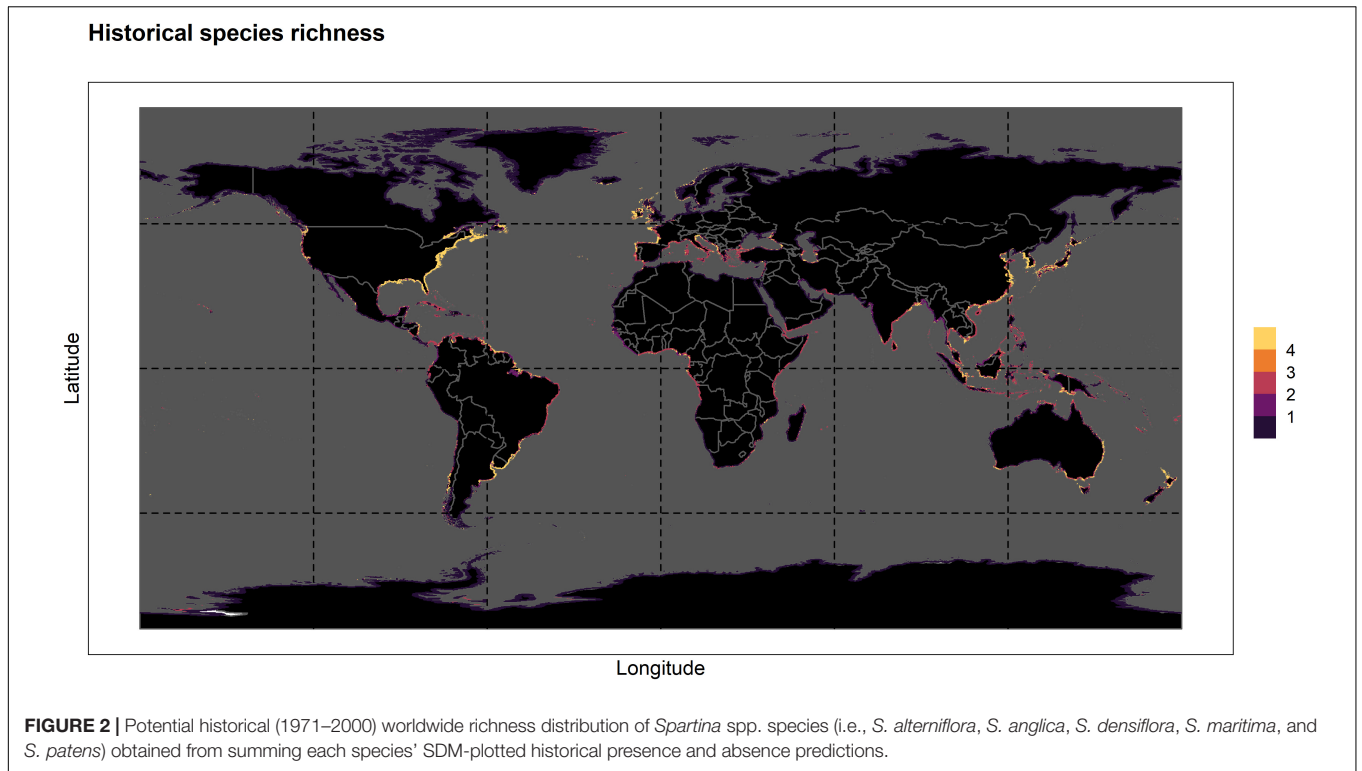 Historical species richness
Latitude
4
3
2
1
Longitude
FIGURE 2 | Potential historical (1971–2000) worldwide richness distribution of Spartina spp. species (i.e., S. alterniflora, S. anglica, S. densiflora, S. maritima, and
S. patens) obtained from summing each species’ SDM-plotted historical presence and absence predictions.